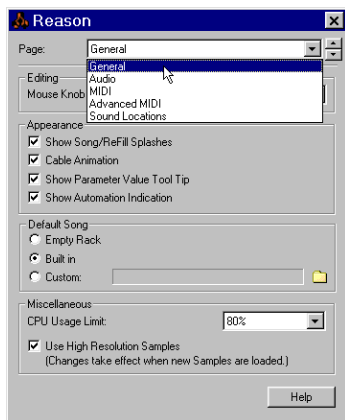 Reason
Page: General
General
Audio
MIDI
Advanced MIDI
Sound Locations
Editing
Mouse Knob
Appearance
Show Song/ReFill Splashes
Cable Animation
Show Parameter Value Tool Tip
Show Automation Indication
Default Song
Empty Rack
Built in
Custom:
Miscellaneous
CPU Usage Limit: 80%
Use High Resolution Samples
(Changes take effect when new Samples are loaded.)
Help